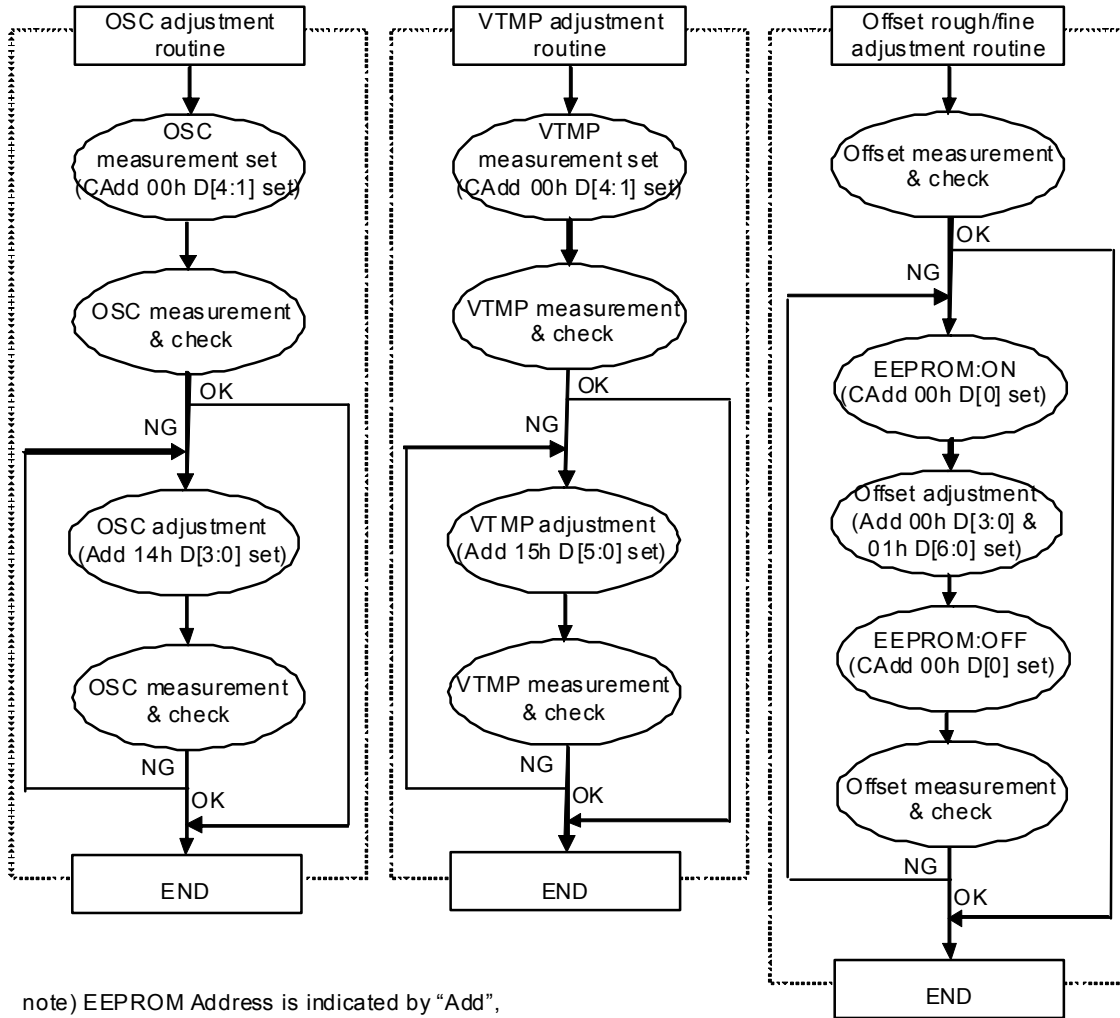 OSC adjustment
routine
OSC
measurement set
(CAdd 00h D[4:1] set)
OSC measurement
& check
OK
NG
OSC adjustment
(Add 14h D[3:0] set)
OSC measurement
& check
NG
OK
END
VTMP adjustment
routine
VTMP
measurement set
(CAdd 00h D[4:1] set)
VTMP measurement
& check
OK
NG
VTMP adjustment
(Add 15h D[5:0] set)
VTMP measurement
& check
NG
OK
END
Offset rough/fine
adjustment routine
Offset measurement
& check
OK
NG
EEPROM:ON
(CAdd 00h D[0] set)
Offset adjustment
(Add 00h D[3:0] &
01h D[6:0] set)
EEPROM:OFF
(CAdd 00h D[0] set)
Offset measurement
& check
NG
OK
END
note) EEPROM Address is indicated by “Add”,